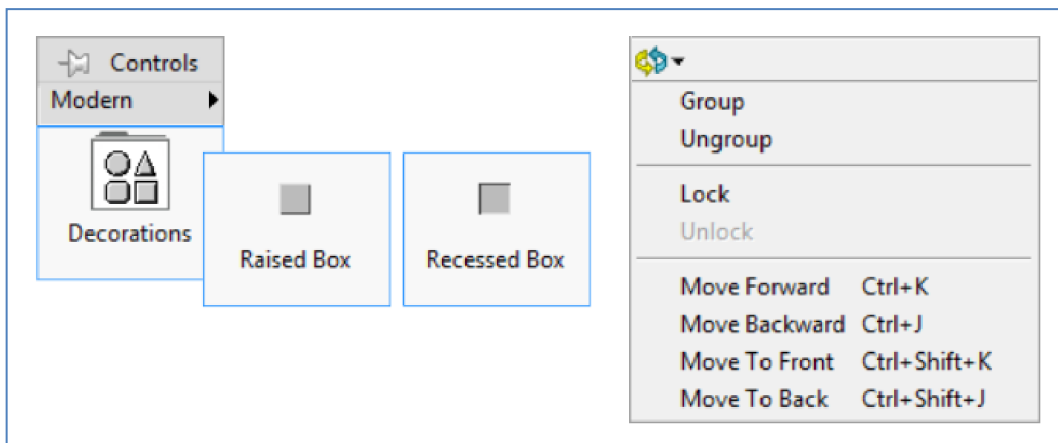 Controls
Modern
Decorations
Raised Box
Recessed Box
Group
Ungroup
Lock
Unlock
Move Forward Ctrl+K
Move Backward Ctrl+J
Move To Front Ctrl+Shift+K
Move To Back Ctrl+Shift+J